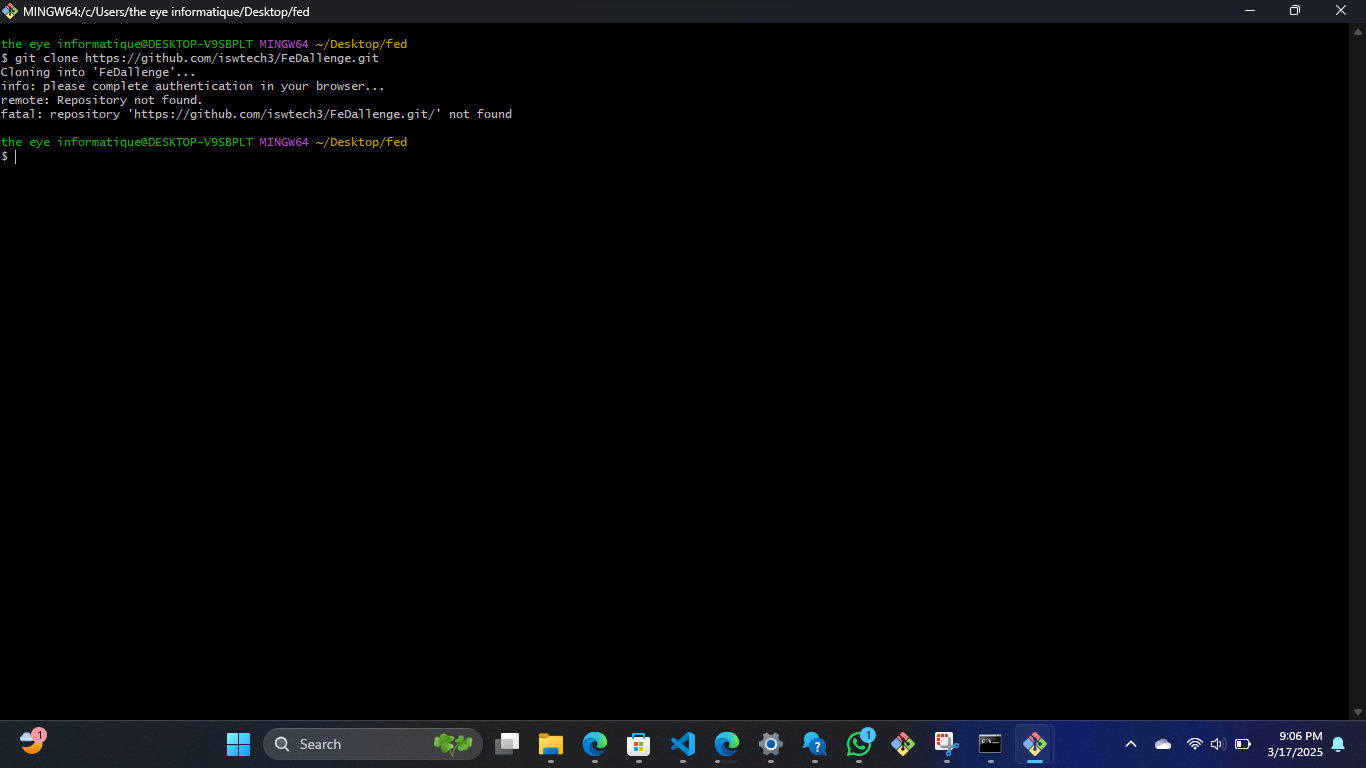 MINGW64:/c/Users/the eye informatique/Desktop/fed
the eye informatique@DESKTOP-V9SBPLT MINGW64 ~/Desktop/fed
$ git clone https://github.com/iswtech3/FeDallenge.git
Cloning into 'FeDallenge'...
info: please complete authentication in your browser...
remote: Repository not found.
fatal: repository 'https://github.com/iswtech3/FeDallenge.git/' not found
the eye informatique@DESKTOP-V9SBPLT MINGW64 ~/Desktop/fed
$
1
Search
1
9:06 PM
3/17/2025